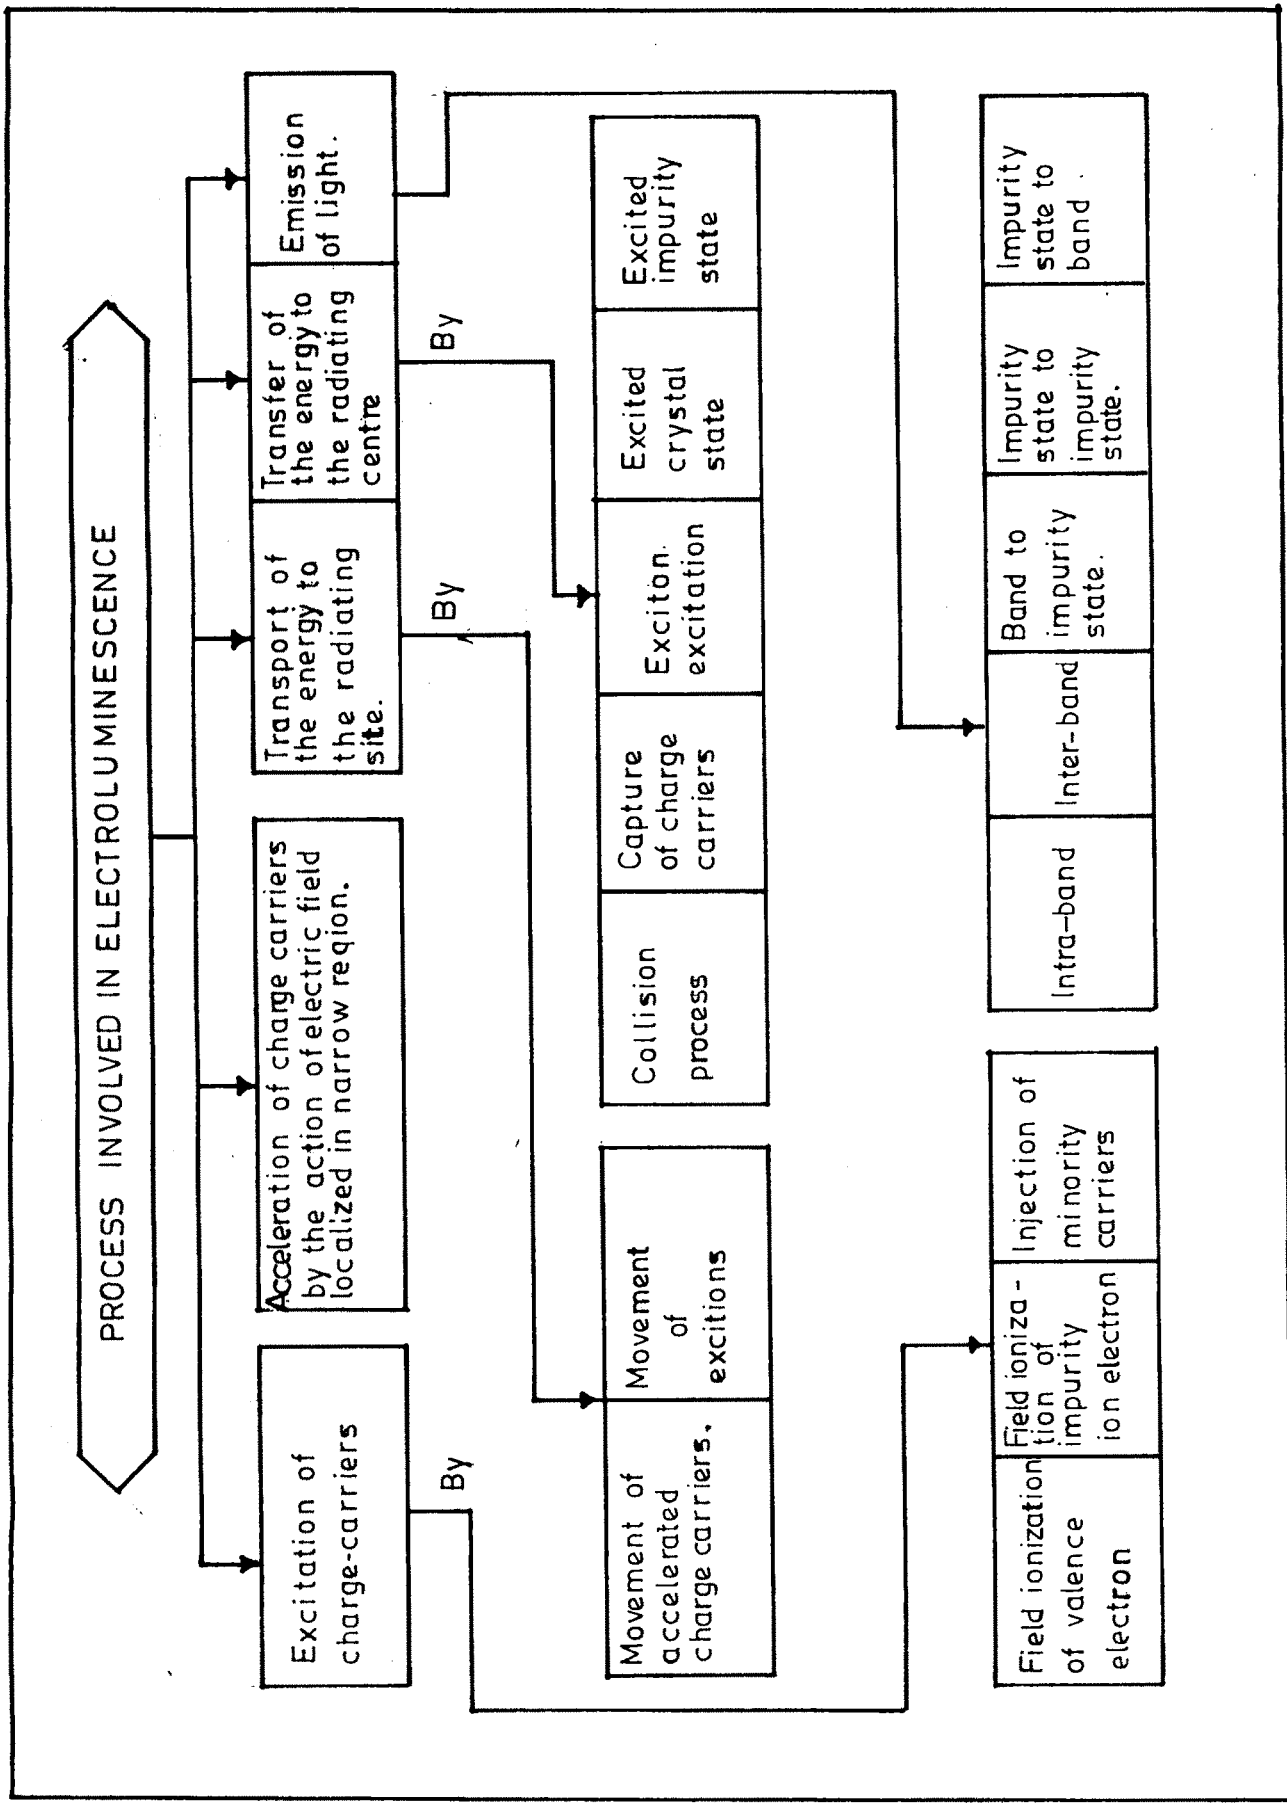 PROCESS INVOLVED IN ELECTROLUMINESCENCE
Excitation of
charge-carriers
Acceleration of charge carriers
by the action of electric field
localized in narrow region.
Transport of
the energy to
the radiating
site.
Transfer of
the energy to
the radiating
centre
Emission
of light.
By
By
By
Movement of
accelerated
charge carriers.
Movement
of
excitions
Collision
process
Capture
of charge
carriers
Exciton
excitation
Excited
crystal
state
Excited
impurity
state
Field ionization
of valence
electron
Field ioniza-
tion of
impurity
ion electron
Injection of
minority
carriers
Intra-band
Inter-band
Band to
impurity
state.
Impurity
state to
impurity
state.
Impurity
state to
band.